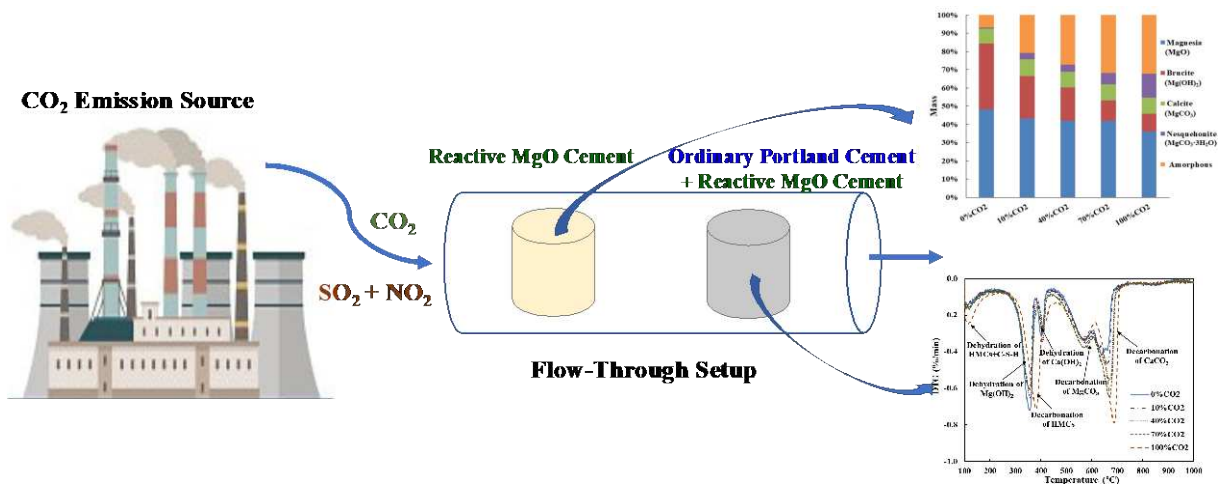 CO₂ Emission Source
CO₂
SO₂ + NO₂
Reactive MgO Cement
Ordinary Portland Cement
+ Reactive MgO Cement
Flow-Through Setup
100%
90%
80%
70%
60%
50%
40%
30%
20%
10%
0%
Mass
0%CO2
10%CO2
40%CO2
70%CO2
100%CO2
Magnesia
(MgO)
Brucite
(Mg(OH)₂)
Calcite
(MgCO₃)
Nesquehonite
(MgCO₃·3H₂O)
Amorphous
0.0
0.2
-0.4
-0.6
-0.8
-1.0
DTG (%/min)
Dehydration of
HMCs+C-S-H
Dehydration of
Mg(OH)₂
Dehydration
of Ca(OH)₂
Decarbonation
of MgCO₃
Decarbonation
of HMCs
Decarbonation
of CaCO₃
0%CO2
10%CO2
40%CO2
70%CO2
100%CO2
100 200 300 400 500 600 700 800 900 1000
Temperature (°C)